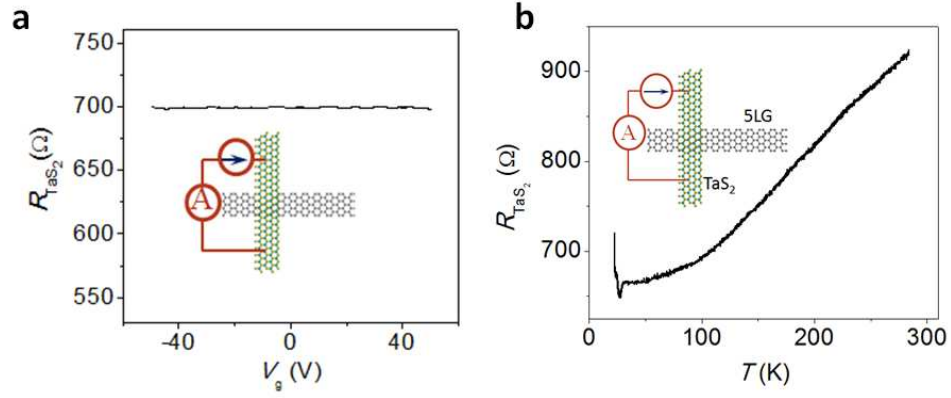 a
750
700
650
600
550
R_TaS₂ (Ω)
A
-40
0
40
V_g (V)
b
900
800
700
R_TaS₂ (Ω)
A
5LG
TaS₂
0
100
200
300
T (K)